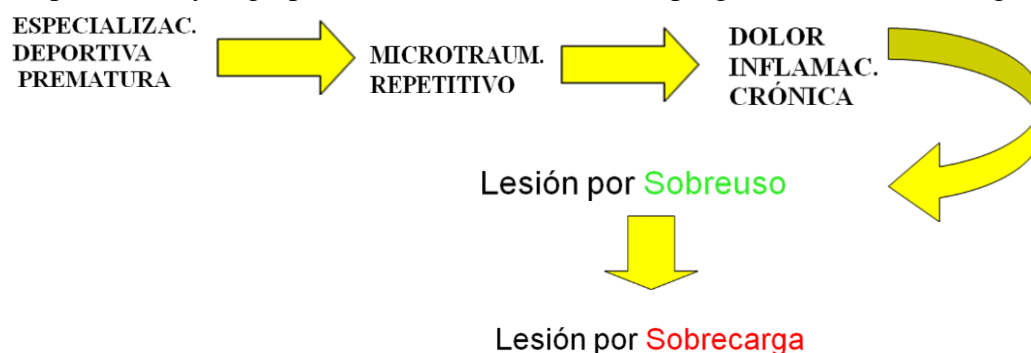 ESPECIALIZAC.
DEPORTIVA
PREMATURA
MICROTRAUM.
REPETITIVO
DOLOR
INFLAMAC.
CRÓNICA
Lesión por Sobreuso
Lesión por Sobrecarga